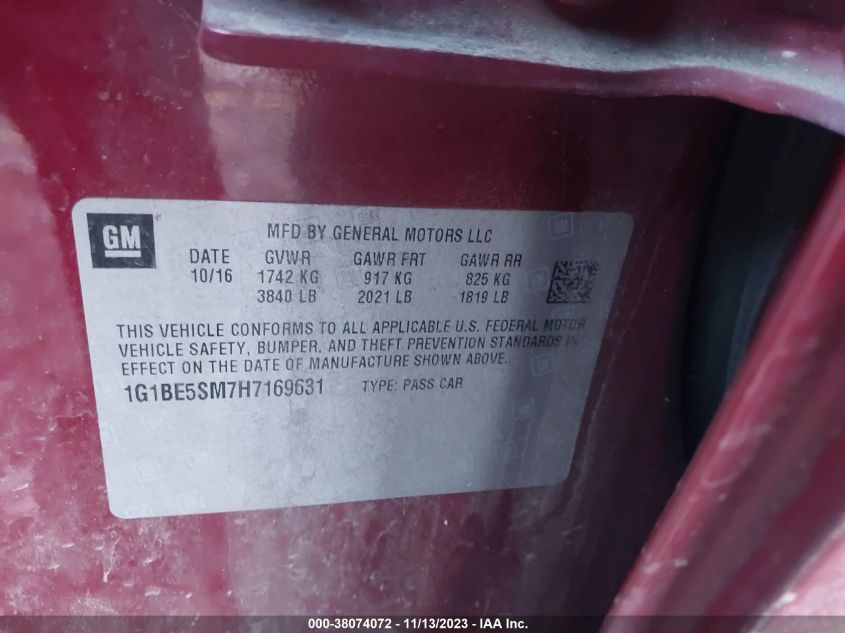 GM
MFD BY GENERAL MOTORS LLC
DATE GVWR GAWR FRT GAWR RR
10/16 1742 KG 917 KG 825 KG
3840 LB 2021 LB 1819 LB
THIS VEHICLE CONFORMS TO ALL APPLICABLE U.S. FEDERAL MOTOR
VEHICLE SAFETY, BUMPER, AND THEFT PREVENTION STANDARDS IN
EFFECT ON THE DATE OF MANUFACTURE SHOWN ABOVE.
1G1BE5SM7H7169631 TYPE: PASS CAR
000-38074072 - 11/13/2023 - IAA Inc.